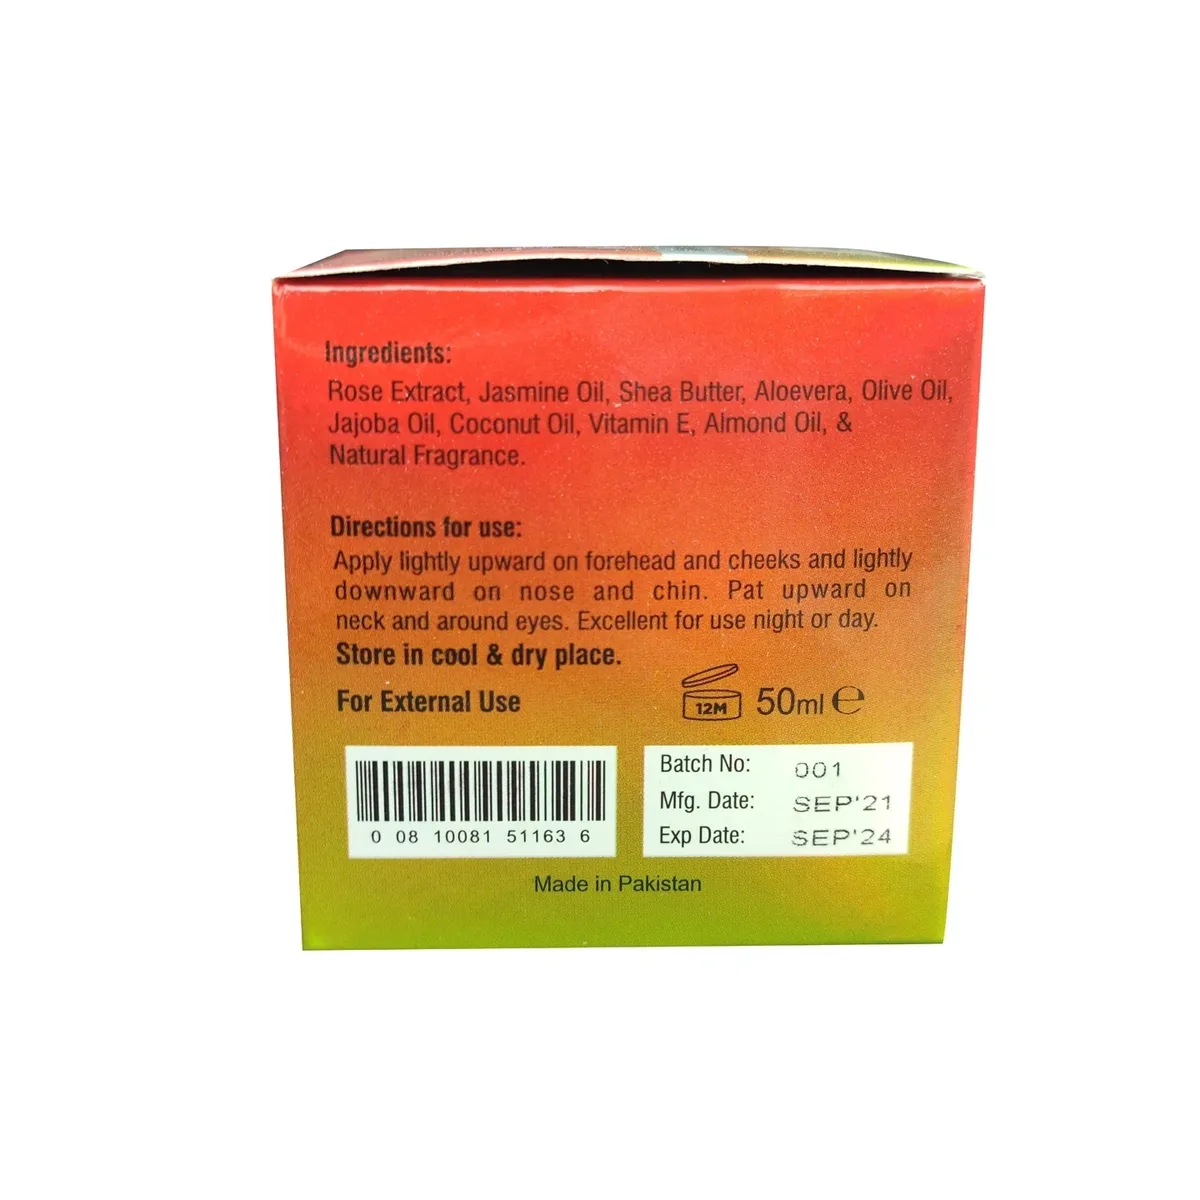 Ingredients:
Rose Extract, Jasmine Oil, Shea Butter, Aloevera, Olive Oil,
Jajoba Oil, Coconut Oil, Vitamin E, Almond Oil, &
Natural Fragrance.
Directions for use:
Apply lightly upward on forehead and cheeks and lightly
downward on nose and chin. Pat upward on
neck and around eyes. Excellent for use night or day.
Store in cool & dry place.
For External Use
12M 50ml e
0 08 10081 51163 6
Batch No: 001
Mfg. Date: SEP'21
Exp Date: SEP'24
Made in Pakistan